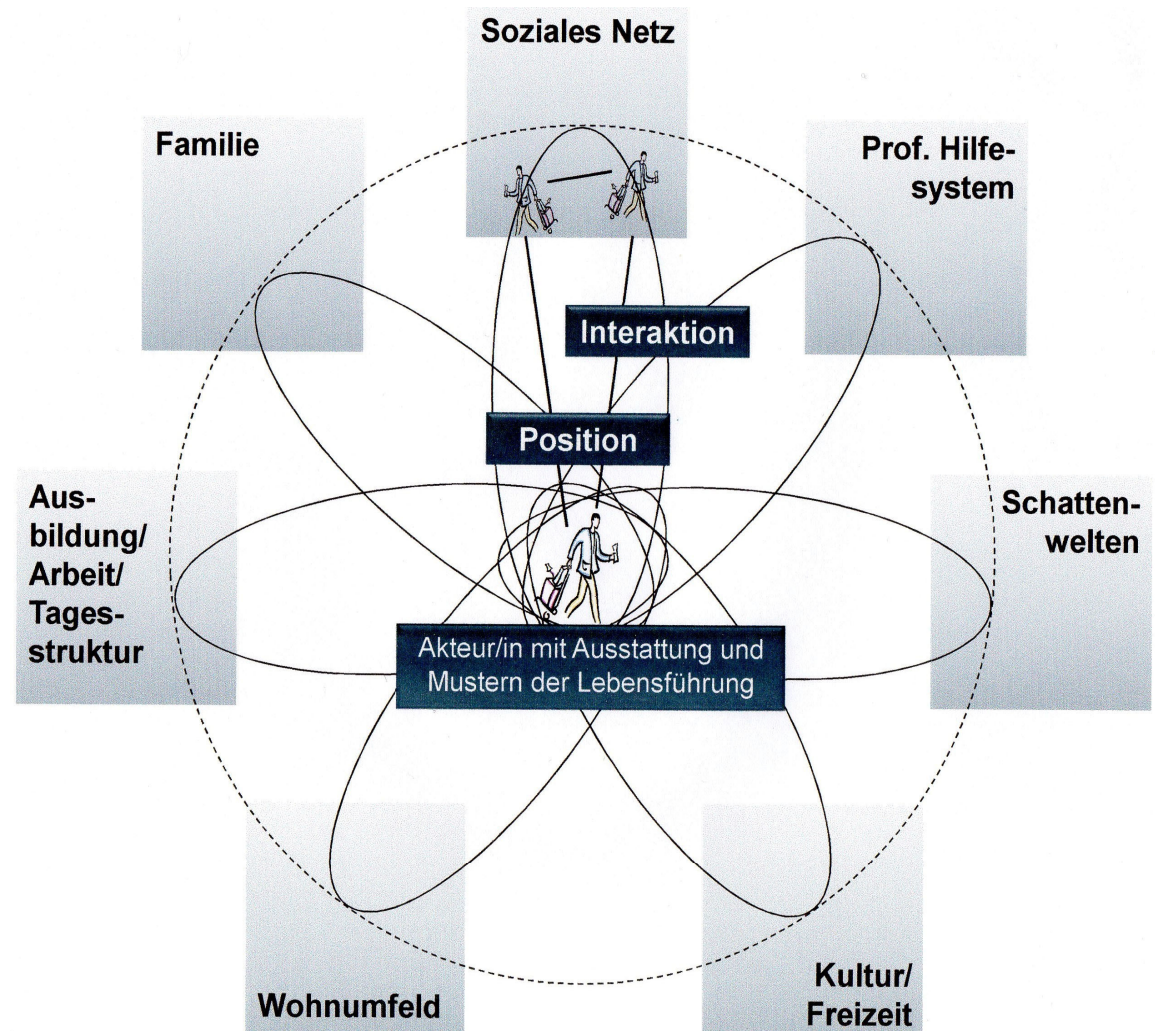 Soziales Netz
Familie
Prof. Hilfe-
system
Interaktion
Position
Aus-
bildung/
Arbeit/
Tages-
struktur
Schatten-
welten
Akteur/in mit Ausstattung und
Mustern der Lebensführung
Wohnumfeld
Kultur/
Freizeit